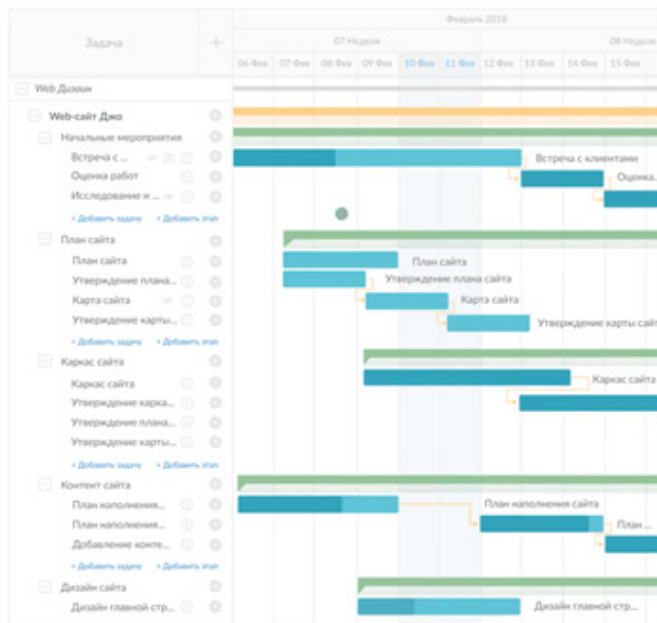 Февраль 2018
Задача
07 Неделя 08 Неделя
06 Фев 07 Фев 08 Фев 09 Фев 10 Фев 11 Фев 12 Фев 13 Фев 14 Фев 15 Фев
Web Дизайн
Web-сайт Джо
Начальные мероприятия
Встреча с ... Встреча с клиентами
Оценка работ Оценка...
Исследование и ...
+ Добавить задачу + Добавить этап
План сайта
План сайта План сайта
Утверждение плана... Утверждение плана сайта
Карта сайта Карта сайта
Утверждение карты... Утверждение карты сайт
+ Добавить задачу + Добавить этап
Каркас сайта
Каркас сайта Каркас сайта
Утверждение карка...
Утверждение плана...
Утверждение карты...
+ Добавить задачу + Добавить этап
Контент сайта
План наполнения... План наполнения сайта
План наполнения... План ...
Добавление конте...
+ Добавить задачу + Добавить этап
Дизайн сайта
Дизайн главной стр... Дизайн главной стр...